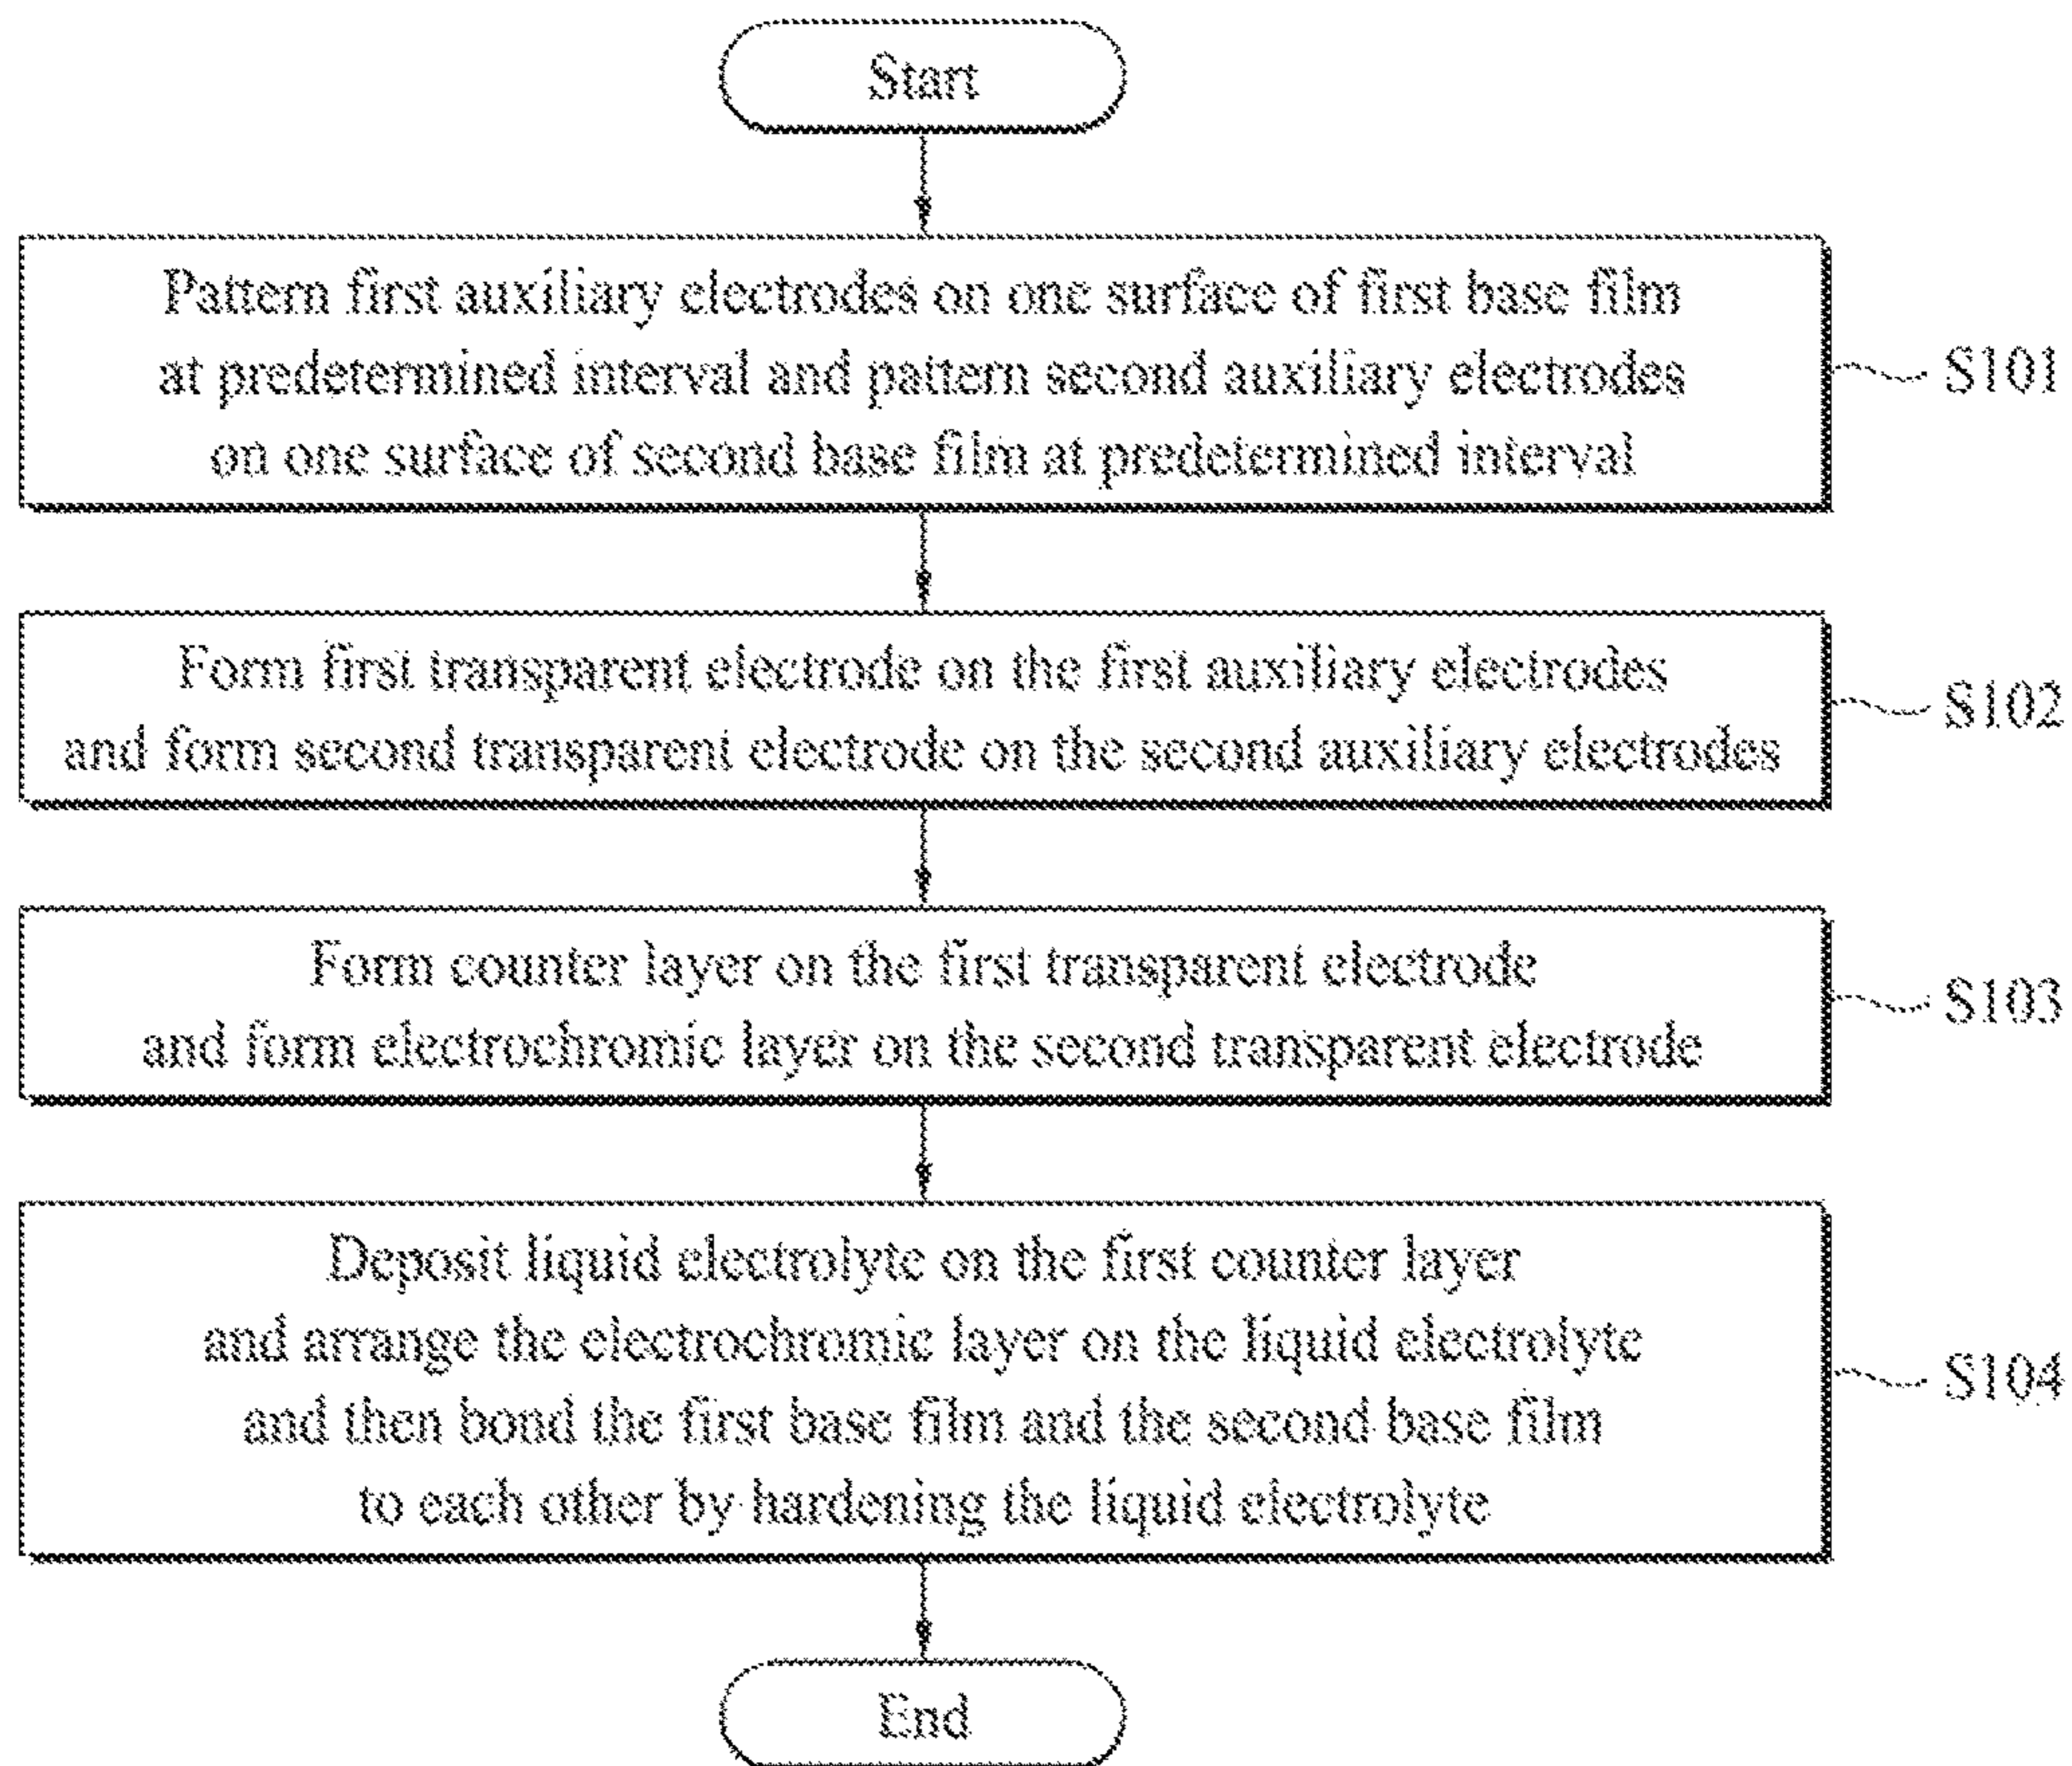 Start
Pattern first auxiliary electrodes on one surface of first base film
at predetermined interval and pattern second auxiliary electrodes
on one surface of second base film at predetermined interval
S101
Form first transparent electrode on the first auxiliary electrodes
and form second transparent electrode on the second auxiliary electrodes
S102
Form counter layer on the first transparent electrode
and form electrochromic layer on the second transparent electrode
S103
Deposit liquid electrolyte on the first counter layer
and arrange the electrochromic layer on the liquid electrolyte
and then bond the first base film and the second base film
to each other by hardening the liquid electrolyte
S104
End